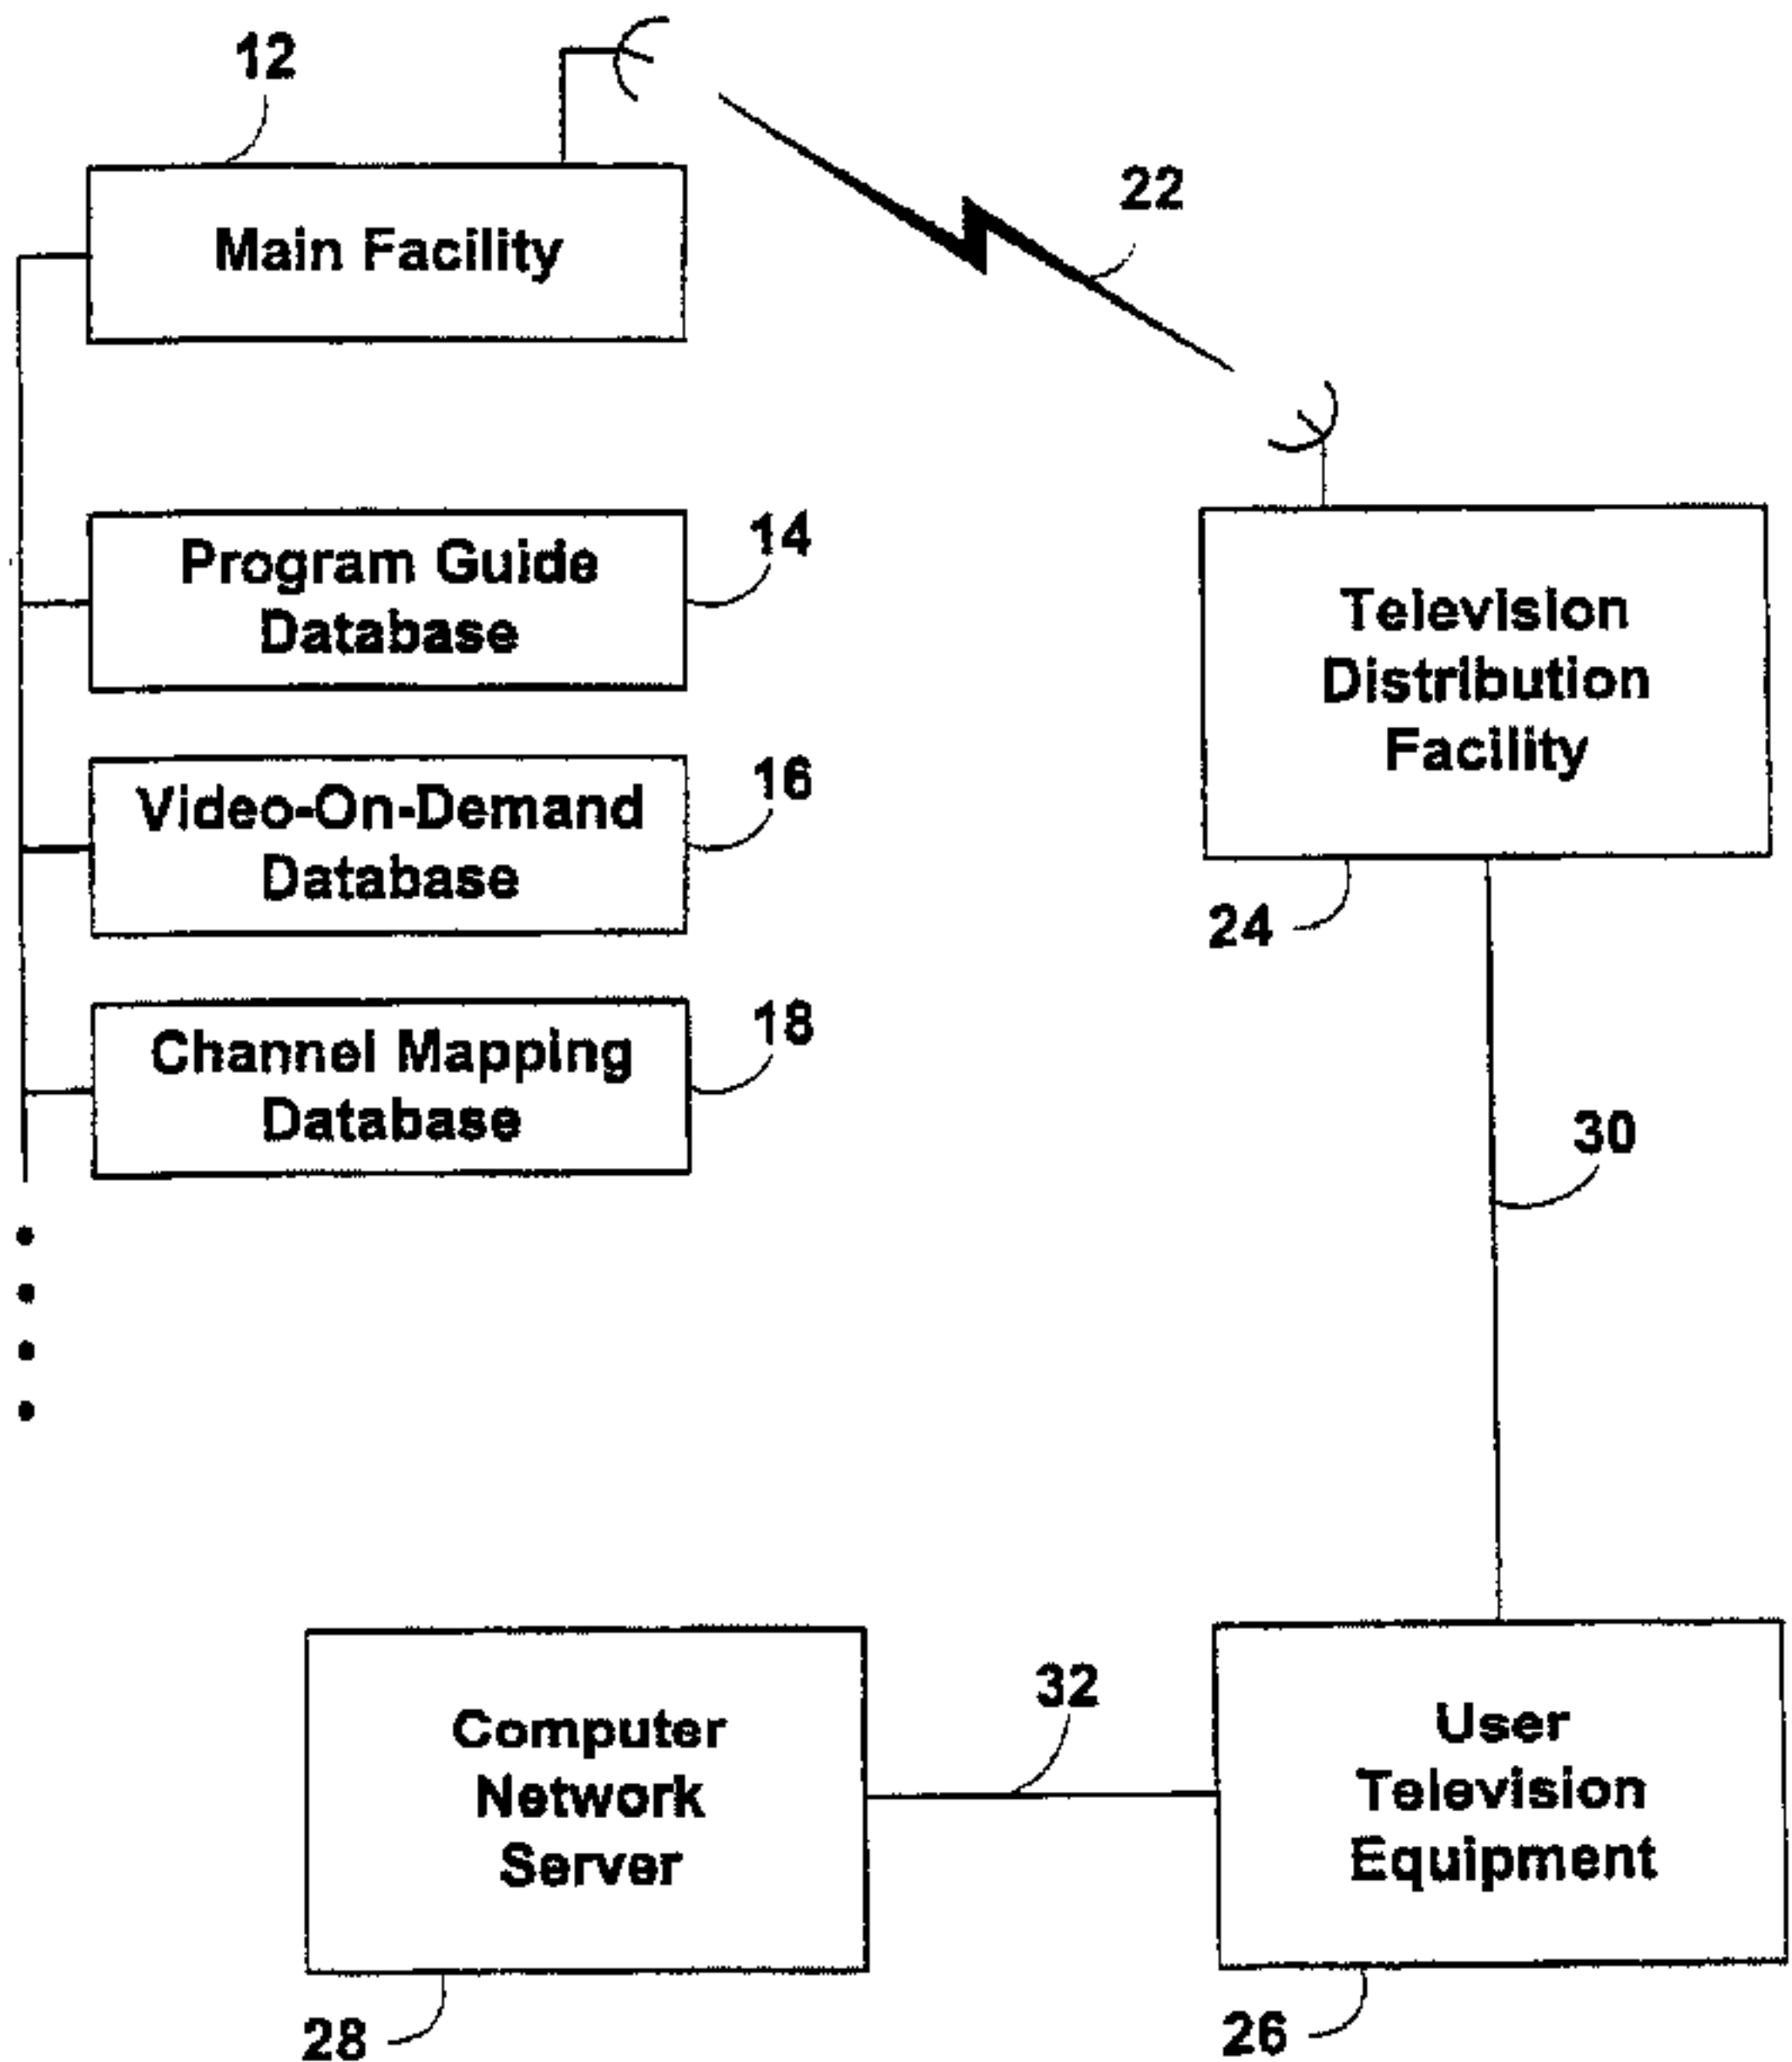 12
Main Facility
22
Program Guide
Database
14
Video-On-Demand
Database
16
Channel Mapping
Database
18
Television
Distribution
Facility
24
30
Computer
Network
Server
28
32
User
Television
Equipment
26